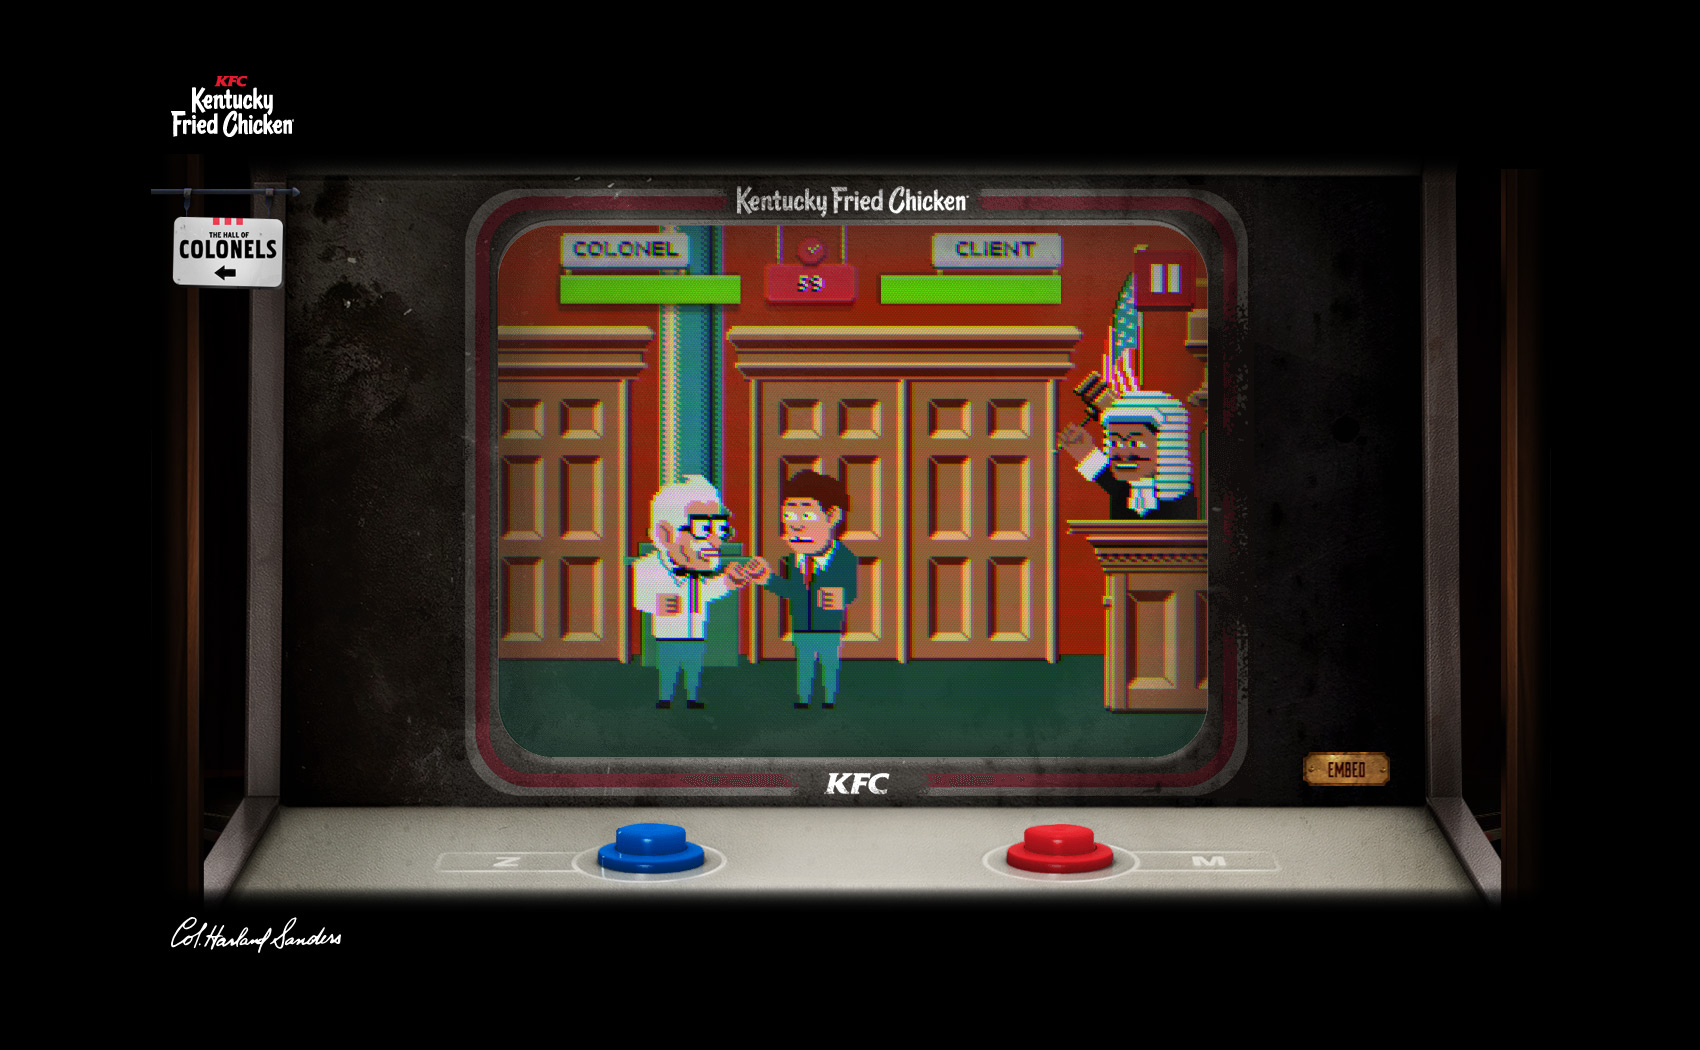 KFC
Kentucky
Fried Chicken
THE HALL OF
COLONELS
Kentucky Fried Chicken
COLONEL
CLIENT
59
KFC
EMBED
Z
M
Col. Harland Sanders